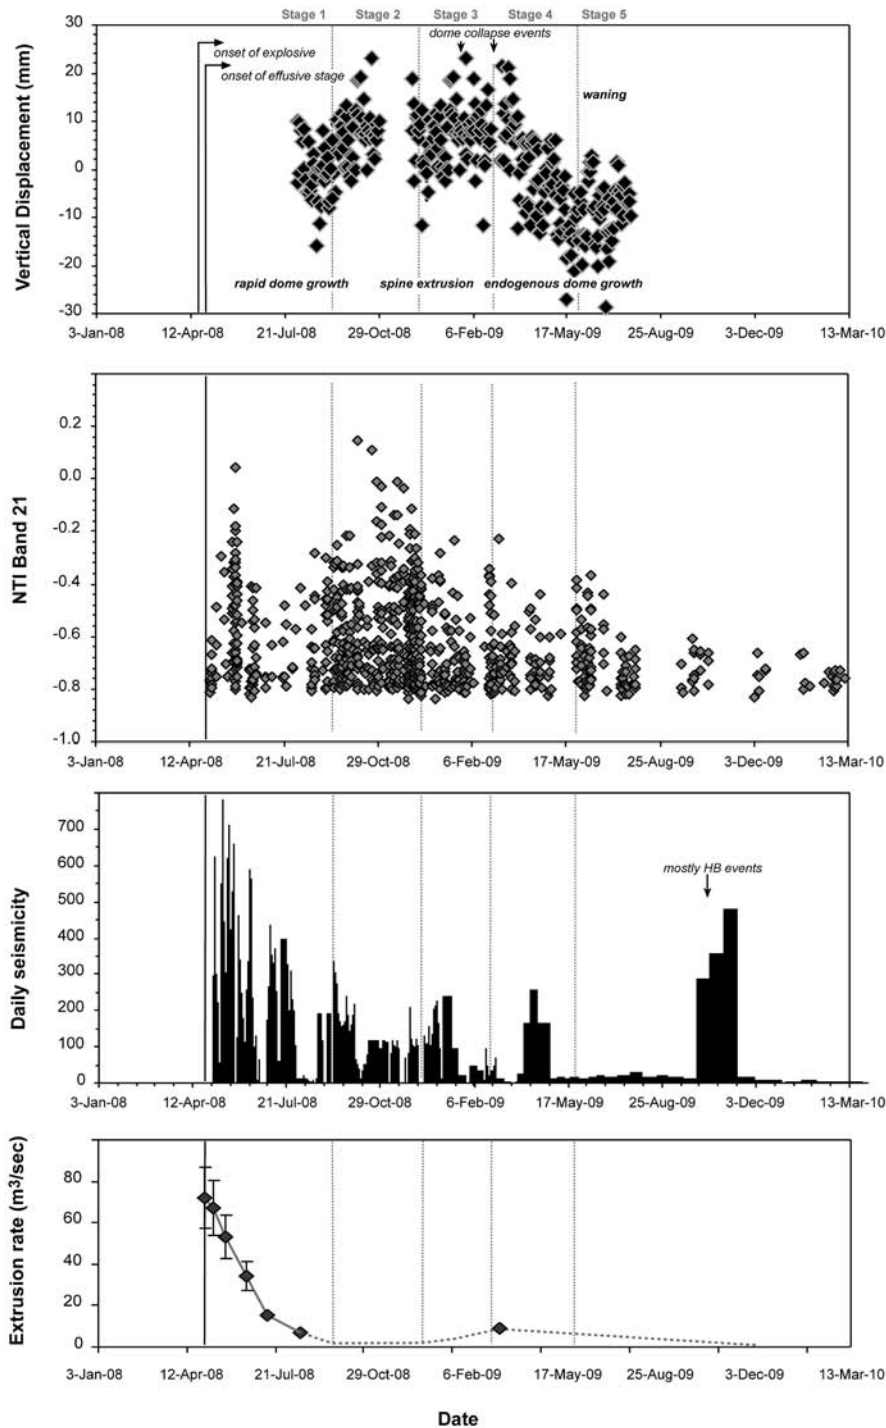 Stage 1 Stage 2 Stage 3 Stage 4 Stage 5
dome collapse events
onset of explosive
onset of effusive stage
waning
rapid dome growth spine extrusion endogenous dome growth
Vertical Displacement (mm)
30
20
10
0
-10
-20
-30
3-Jan-08 12-Apr-08 21-Jul-08 29-Oct-08 6-Feb-09 17-May-09 25-Aug-09 3-Dec-09 13-Mar-10
NTI Band 21
0.2
0.0
-0.2
-0.4
-0.6
-0.8
-1.0
3-Jan-08 12-Apr-08 21-Jul-08 29-Oct-08 6-Feb-09 17-May-09 25-Aug-09 3-Dec-09 13-Mar-10
Daily seismicity
700
600
500
400
300
200
100
0
mostly HB events
3-Jan-08 12-Apr-08 21-Jul-08 29-Oct-08 6-Feb-09 17-May-09 25-Aug-09 3-Dec-09 13-Mar-10
Extrusion rate (m³/sec)
80
60
40
20
0
3-Jan-08 12-Apr-08 21-Jul-08 29-Oct-08 6-Feb-09 17-May-09 25-Aug-09 3-Dec-09 13-Mar-10
Date